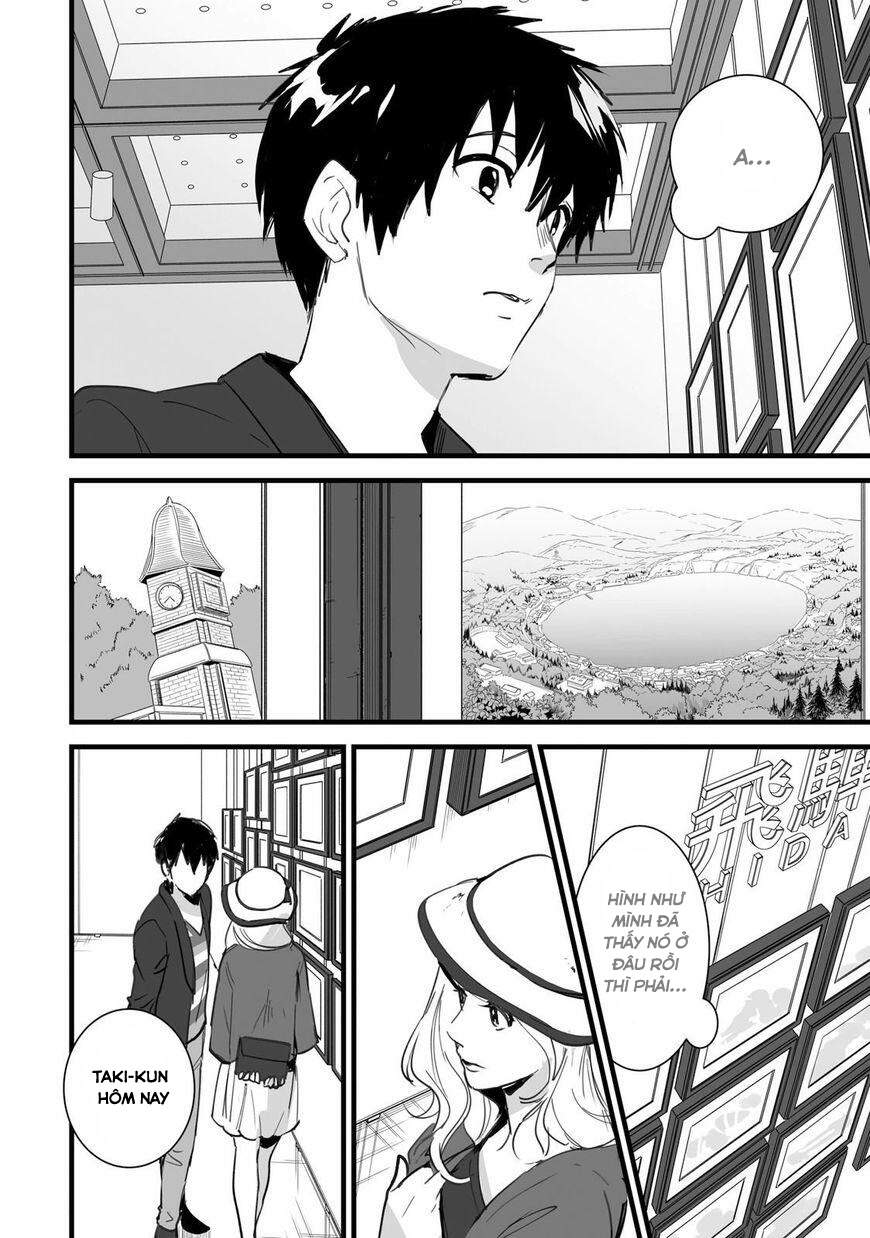 A...
飛騨
HIDA
HÌNH NHƯ
MÌNH ĐÃ
THẤY NÓ Ở
ĐÂU RỒI
THÌ PHẢI...
TAKI-KUN
HÔM NAY